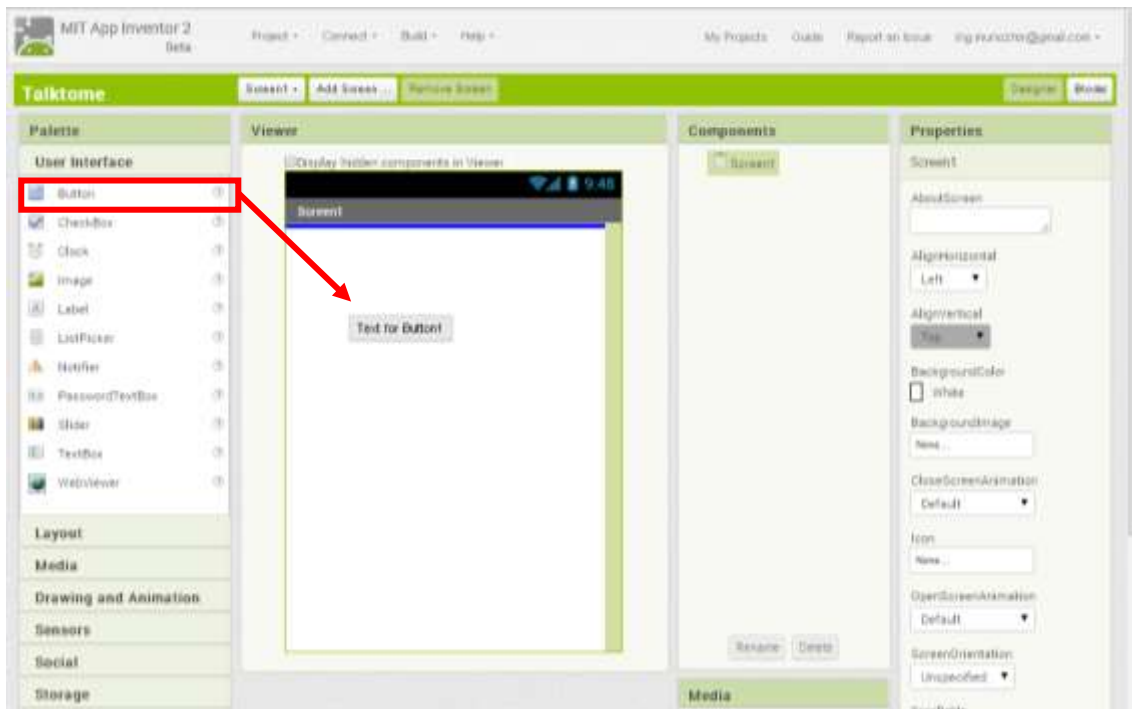 MIT App Inventor 2
Beta
Project
Connect
Build
Help
My Projects
Guide
Report an Issue
Talktome
Screen1
Add Screen ...
Remove Screen
Designer
Blocks
Palette
User Interface
Button
CheckBox
Clock
Image
Label
ListPicker
Notifier
PasswordTextBox
Slider
TextBox
WebViewer
Layout
Media
Drawing and Animation
Sensors
Social
Storage
Viewer
Display hidden components in Viewer
9:48
Screen1
Text for Button1
Components
Screen1
Rename
Delete
Media
Properties
Screen1
AboutScreen
AlignHorizontal
Left
AlignVertical
Top
BackgroundColor
White
BackgroundImage
None...
CloseScreenAnimation
Default
Icon
None...
OpenScreenAnimation
Default
ScreenOrientation
Unspecified